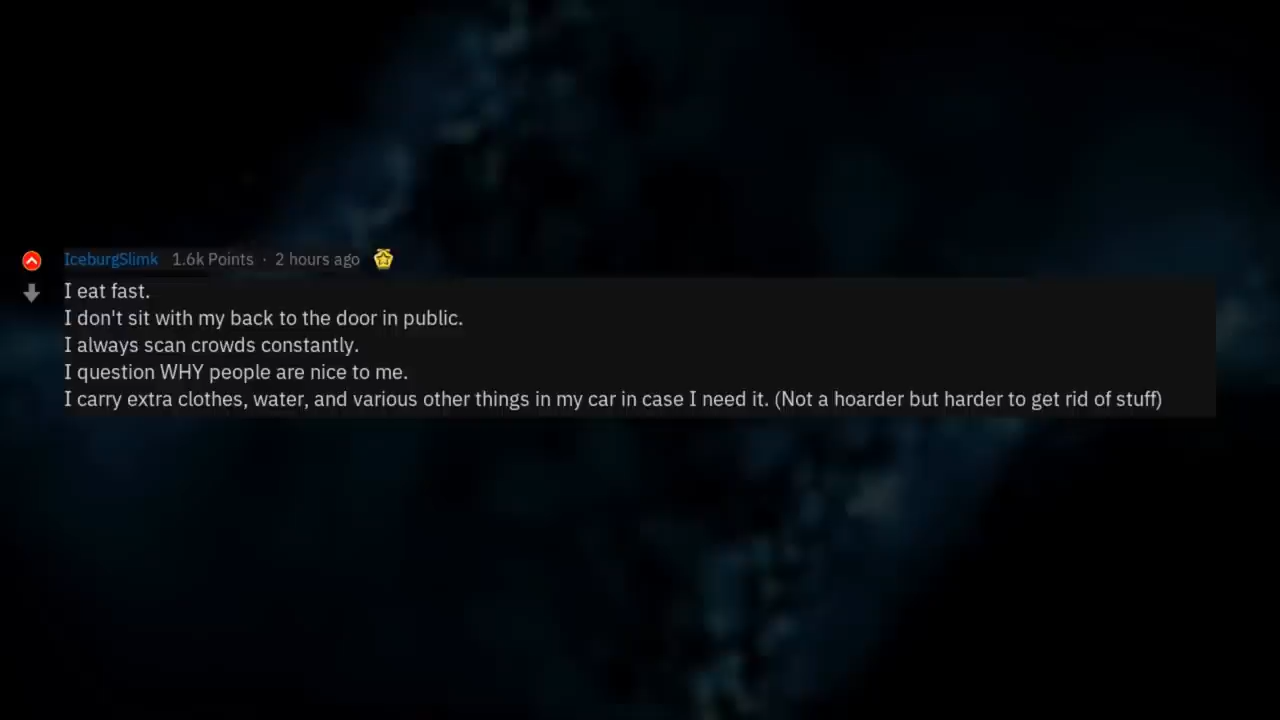 IceburgSlimk 1.6k Points · 2 hours ago
I eat fast.
I don't sit with my back to the door in public.
I always scan crowds constantly.
I question WHY people are nice to me.
I carry extra clothes, water, and various other things in my car in case I need it. (Not a hoarder but harder to get rid of stuff)